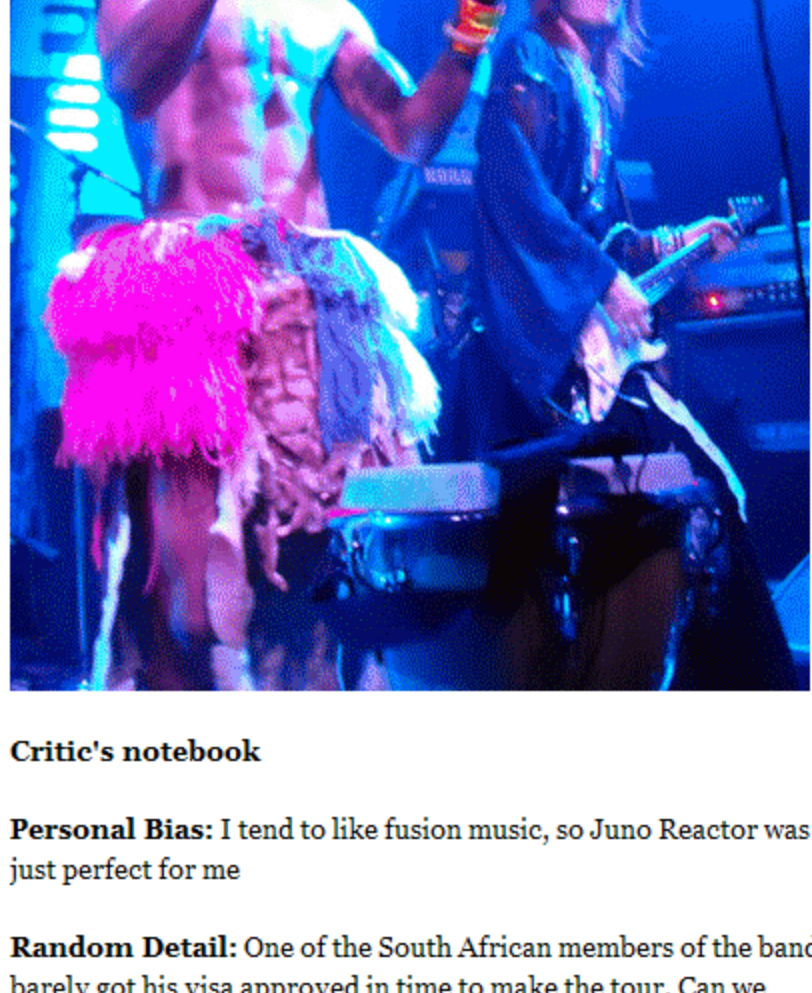 Critic's notebook
Personal Bias: I tend to like fusion music, so Juno Reactor was
just perfect for me
Random Detail: One of the South African members of the band
barely got his visa approved in time to make the tour. Can we